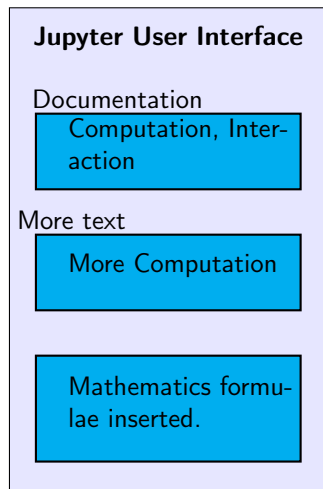 Jupyter User Interface
Documentation
Computation, Inter-
action
More text
More Computation
Mathematics formu-
lae inserted.